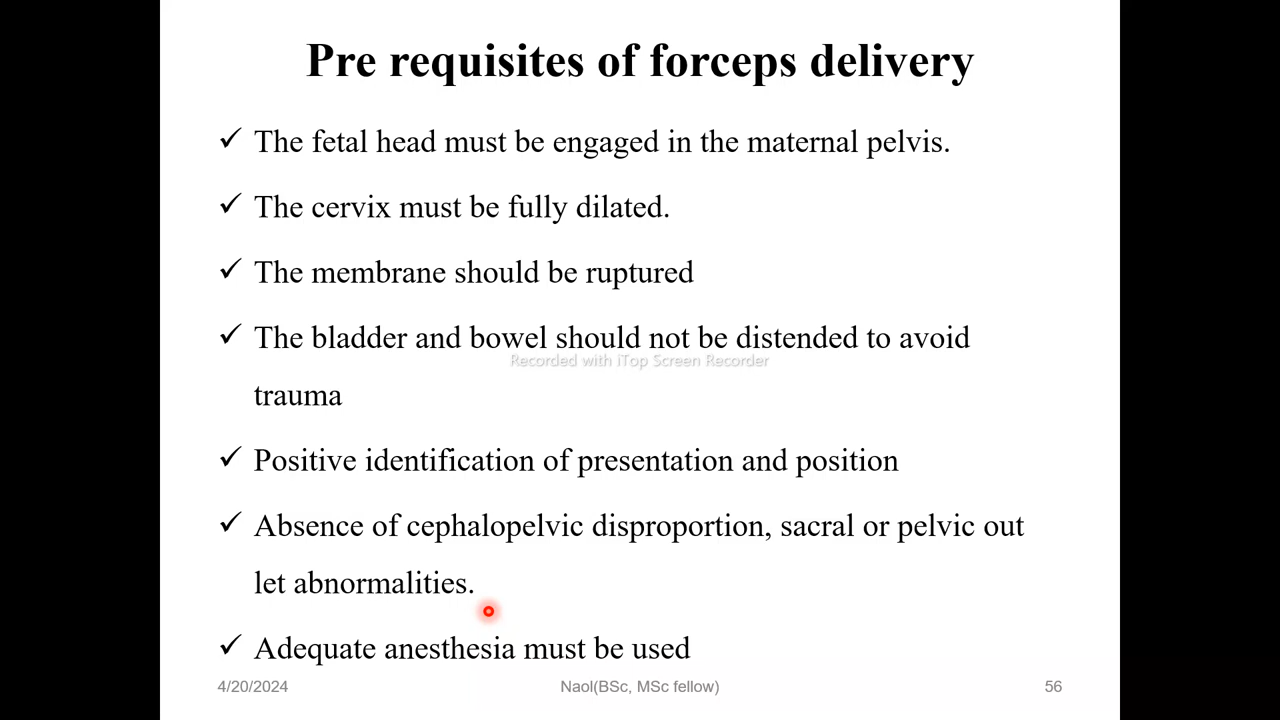 Pre requisites of forceps delivery
✓ The fetal head must be engaged in the maternal pelvis.
✓ The cervix must be fully dilated.
✓ The membrane should be ruptured
✓ The bladder and bowel should not be distended to avoid
Recorded with iTop Screen Recorder
trauma
✓ Positive identification of presentation and position
✓ Absence of cephalopelvic disproportion, sacral or pelvic out
let abnormalities.
✓ Adequate anesthesia must be used
4/20/2024 Naol(BSc, MSc fellow) 56